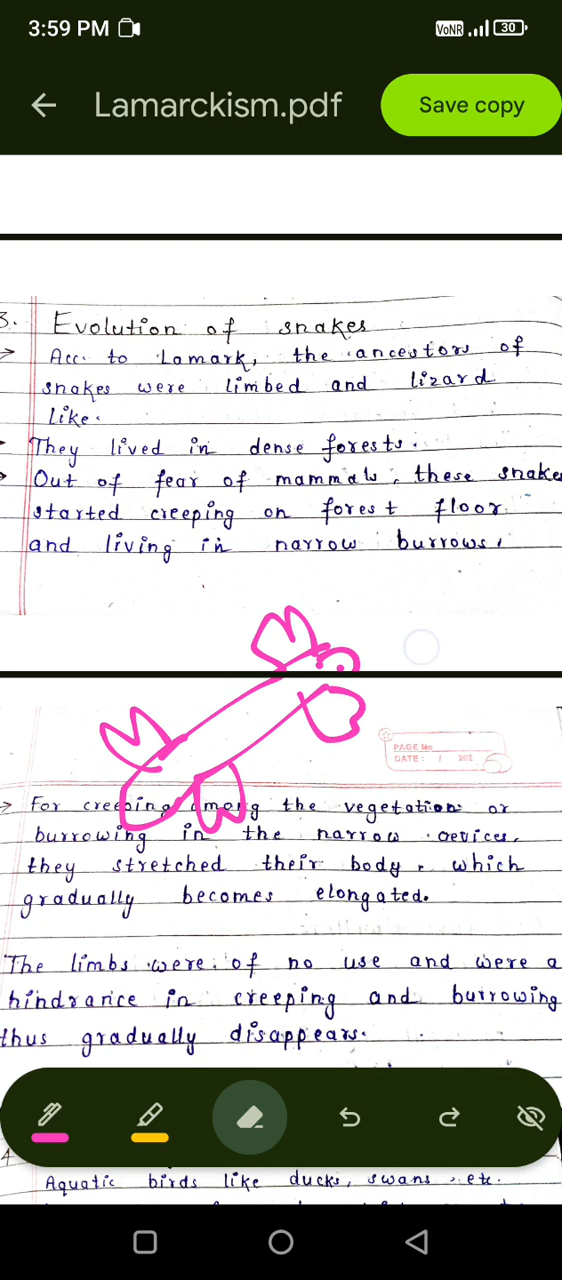 3:59 PM
VoNR
30
Lamarckism.pdf
Save copy
3. Evolution of snakes
→ Acc. to Lamark, the ancestors of
snakes were limbed and lizard
like.
They lived in dense forests.
Out of fear of mammals, these snake
started creeping on forest floor
and living in narrow burrows.
PAGE No
DATE: / 202
→ For creeping among the vegetation or
burrowing in the narrow crevices,
they stretched their body, which
gradually becomes elongated.
The limbs were of no use and were a
hindrance in creeping and burrowing
thus gradually disappears.
4
Aquatic birds like ducks, swans, etc.